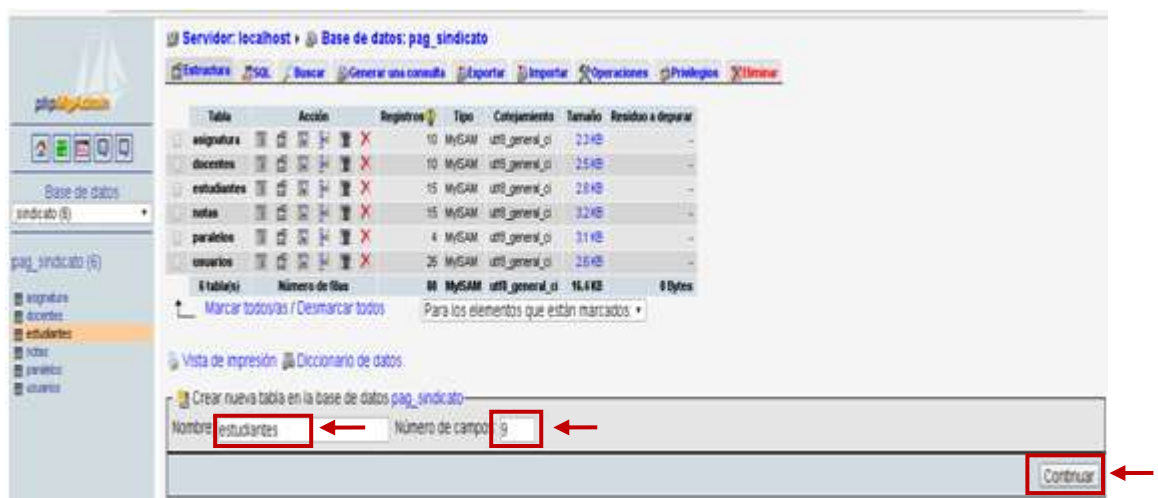 Servidor: localhost ▸ Base de datos: pag_sindicato
Estructura SQL Buscar Generar una consulta Exportar Importar Operaciones Privilegios Eliminar
phpMyAdmin
Base de datos
sindicato (6)
pag_sindicato (6)
asignatura
docentes
estudiantes
notas
paralelos
usuarios
Tabla Acción Registros Tipo Cotejamiento Tamaño Residuo a depurar
asignatura 10 MyISAM utf8_general_ci 2.3 KB -
docentes 10 MyISAM utf8_general_ci 2.5 KB -
estudiantes 15 MyISAM utf8_general_ci 2.8 KB -
notas 15 MyISAM utf8_general_ci 3.2 KB -
paralelos 4 MyISAM utf8_general_ci 3.1 KB -
usuarios MyISAM utf8_general_ci 2.6 KB -
6 tabla(s) Número de filas MyISAM utf8_general_ci 16.4 KB 0 Bytes
Marcar todos/as / Desmarcar todos Para los elementos que están marcados:
Vista de impresión Diccionario de datos
Crear nueva tabla en la base de datos pag_sindicato
Nombre: estudiantes Número de campos: 9
Continuar